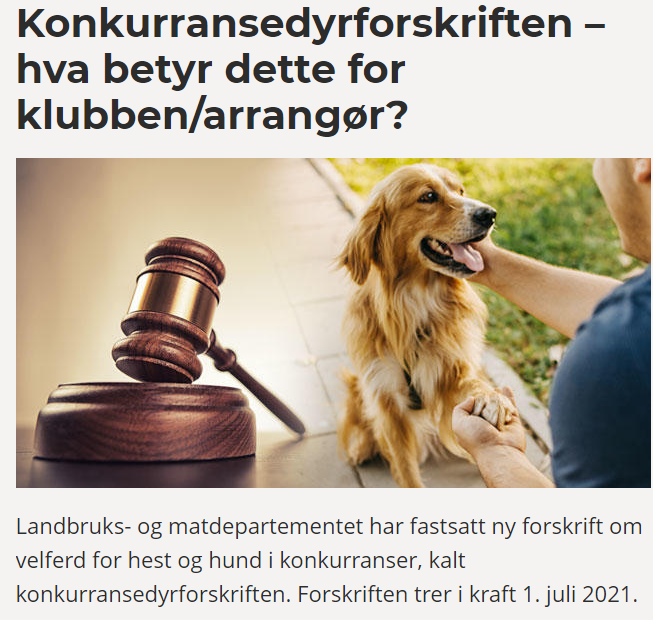 Konkurransedyrforskriften –
hva betyr dette for
klubben/arrangør?
Landbruks- og matdepartementet har fastsatt ny forskrift om
velferd for hest og hund i konkurranser, kalt
konkurransedyrforskriften. Forskriften trer i kraft 1. juli 2021.